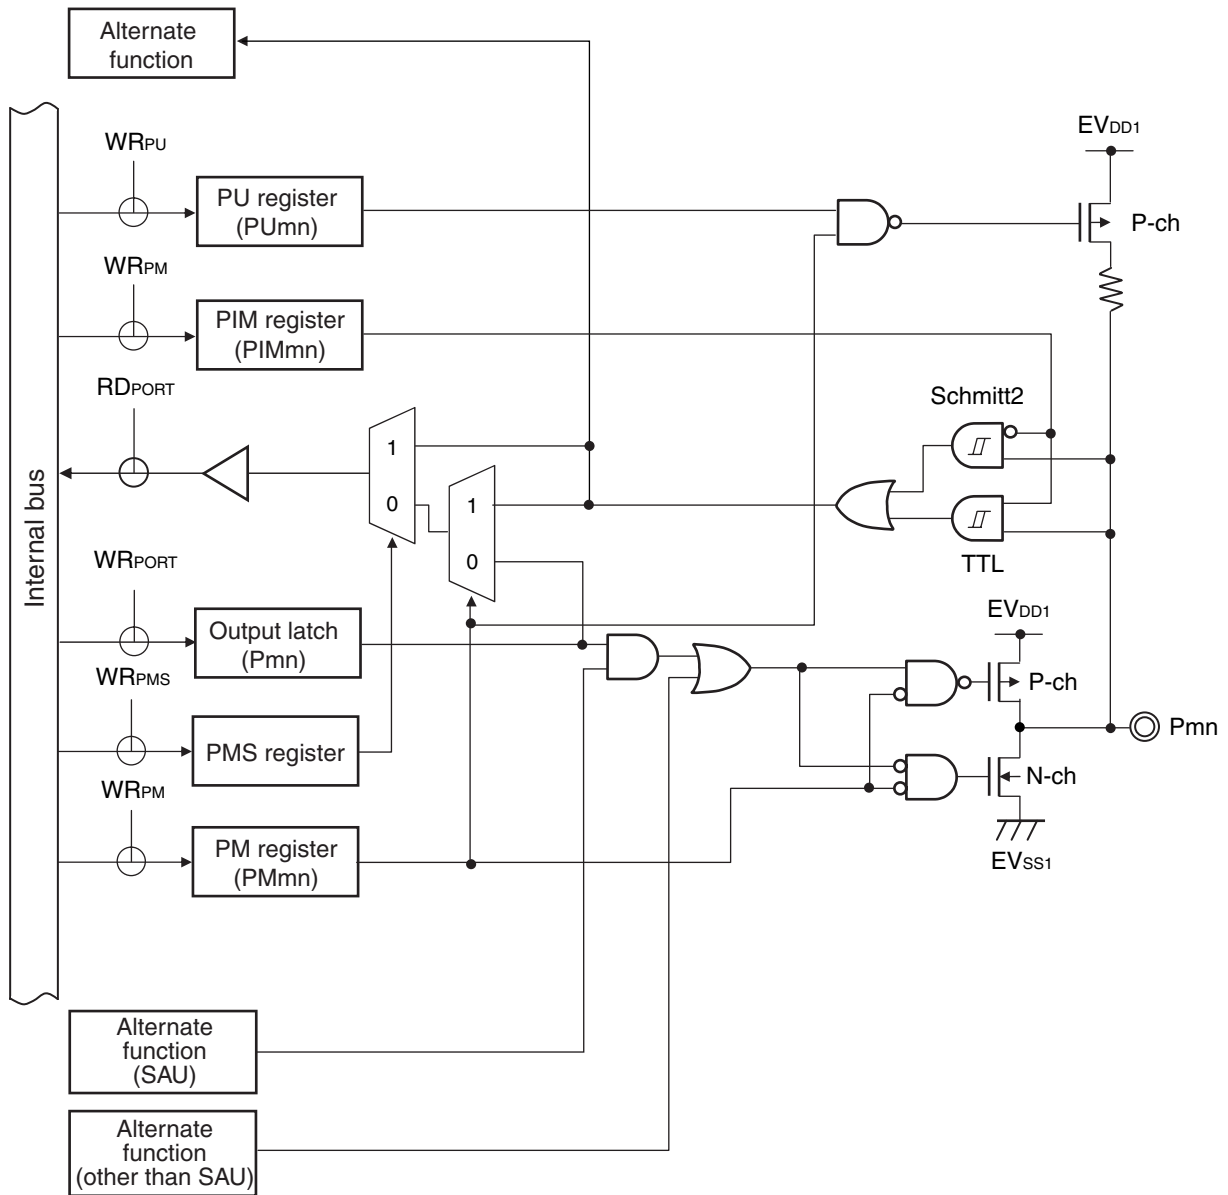 Alternate
function
EVDD1
WRPU
PU register
(PUmn)
P-ch
WRPM
PIM register
(PIMmn)
RDPORT
Schmitt2
1
0
1
0
Internal bus
TTL
WRPORT
EVDD1
Output latch
(Pmn)
WRPMS
P-ch
Pmn
PMS register
N-ch
WRPM
PM register
(PMmn)
EVSS1
Alternate
function
(SAU)
Alternate
function
(other than SAU)